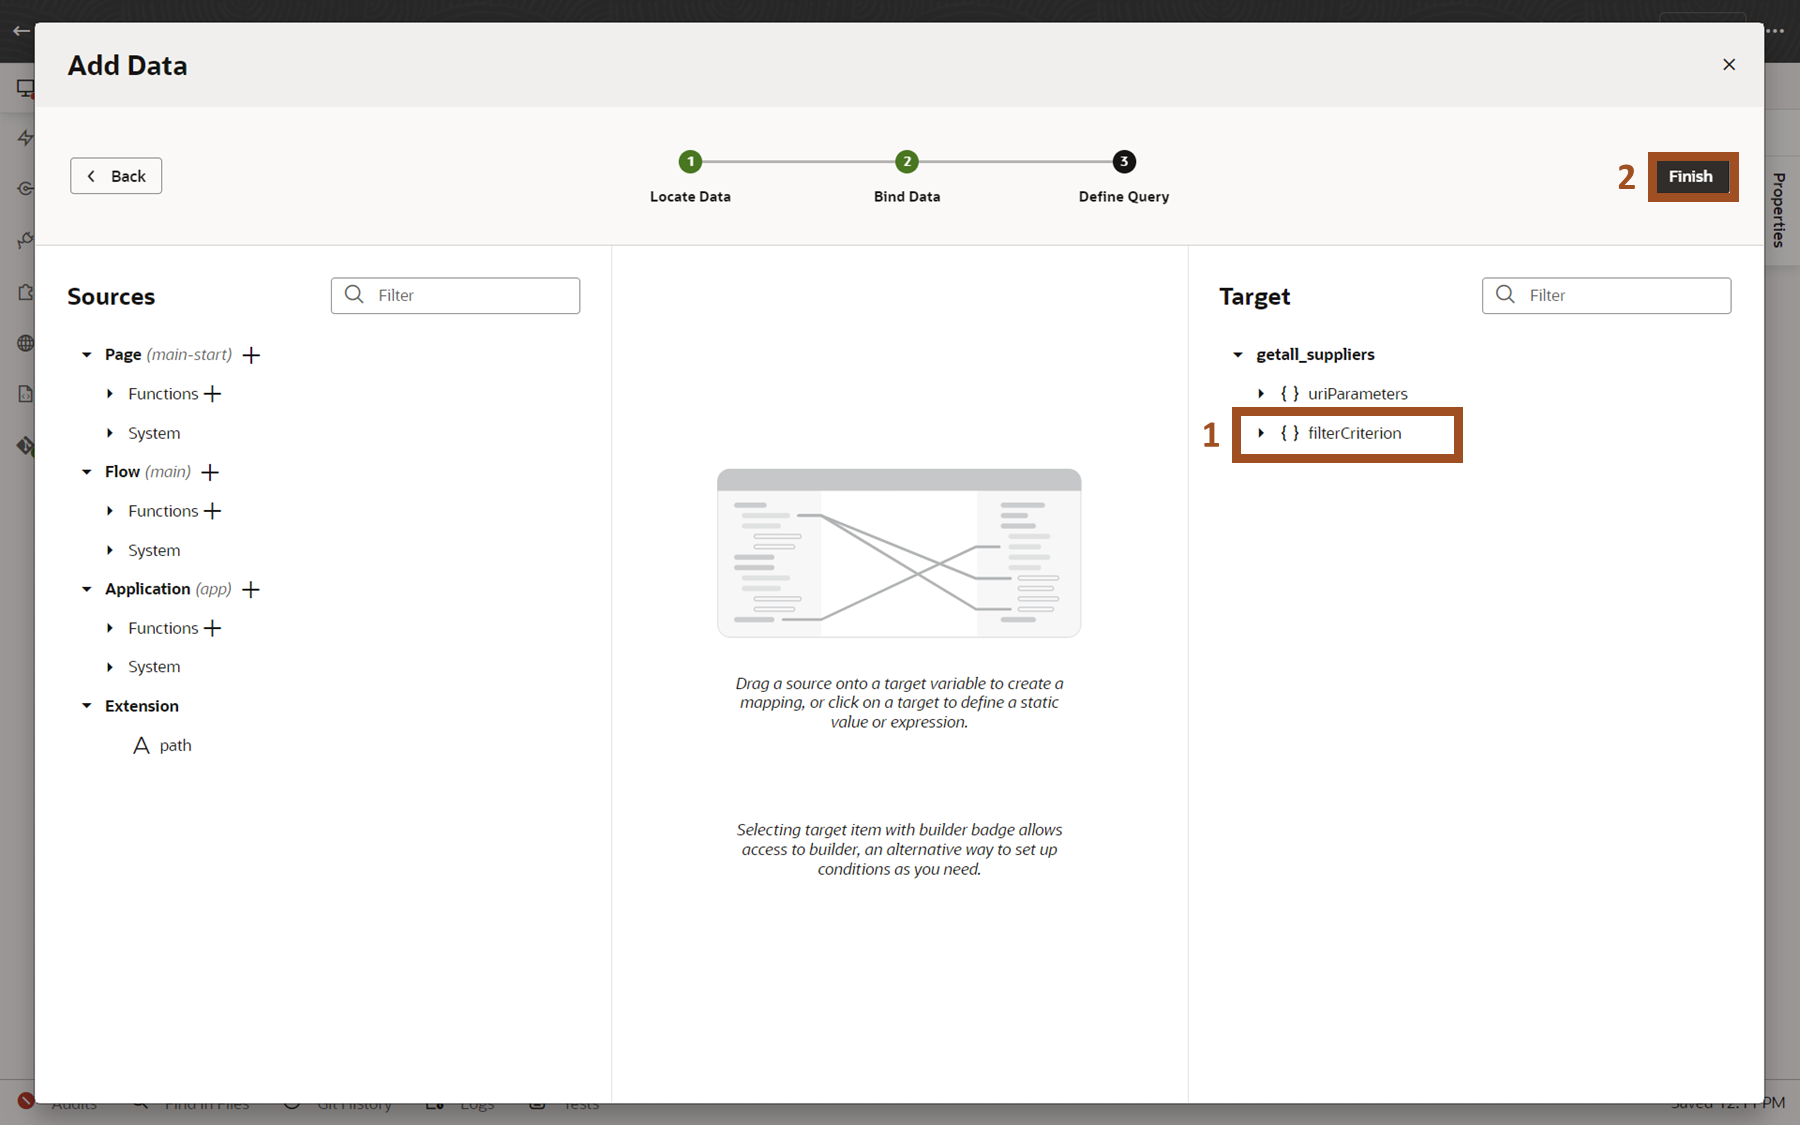 Add Data
Back
1
2
3
Locate Data
Bind Data
Define Query
2
Finish
Properties
Sources
Filter
Target
Filter
Page (main-start)
Functions
System
Flow (main)
Functions
System
Application (app)
Functions
System
Extension
path
getall_suppliers
{ } uriParameters
1
{ } filterCriterion
Drag a source onto a target variable to create a
mapping, or click on a target to define a static
value or expression.
Selecting target item with builder badge allows
access to builder, an alternative way to set up
conditions as you need.
Audits
Find in Files
Git History
Logs
Tests
Saved 12:11 PM